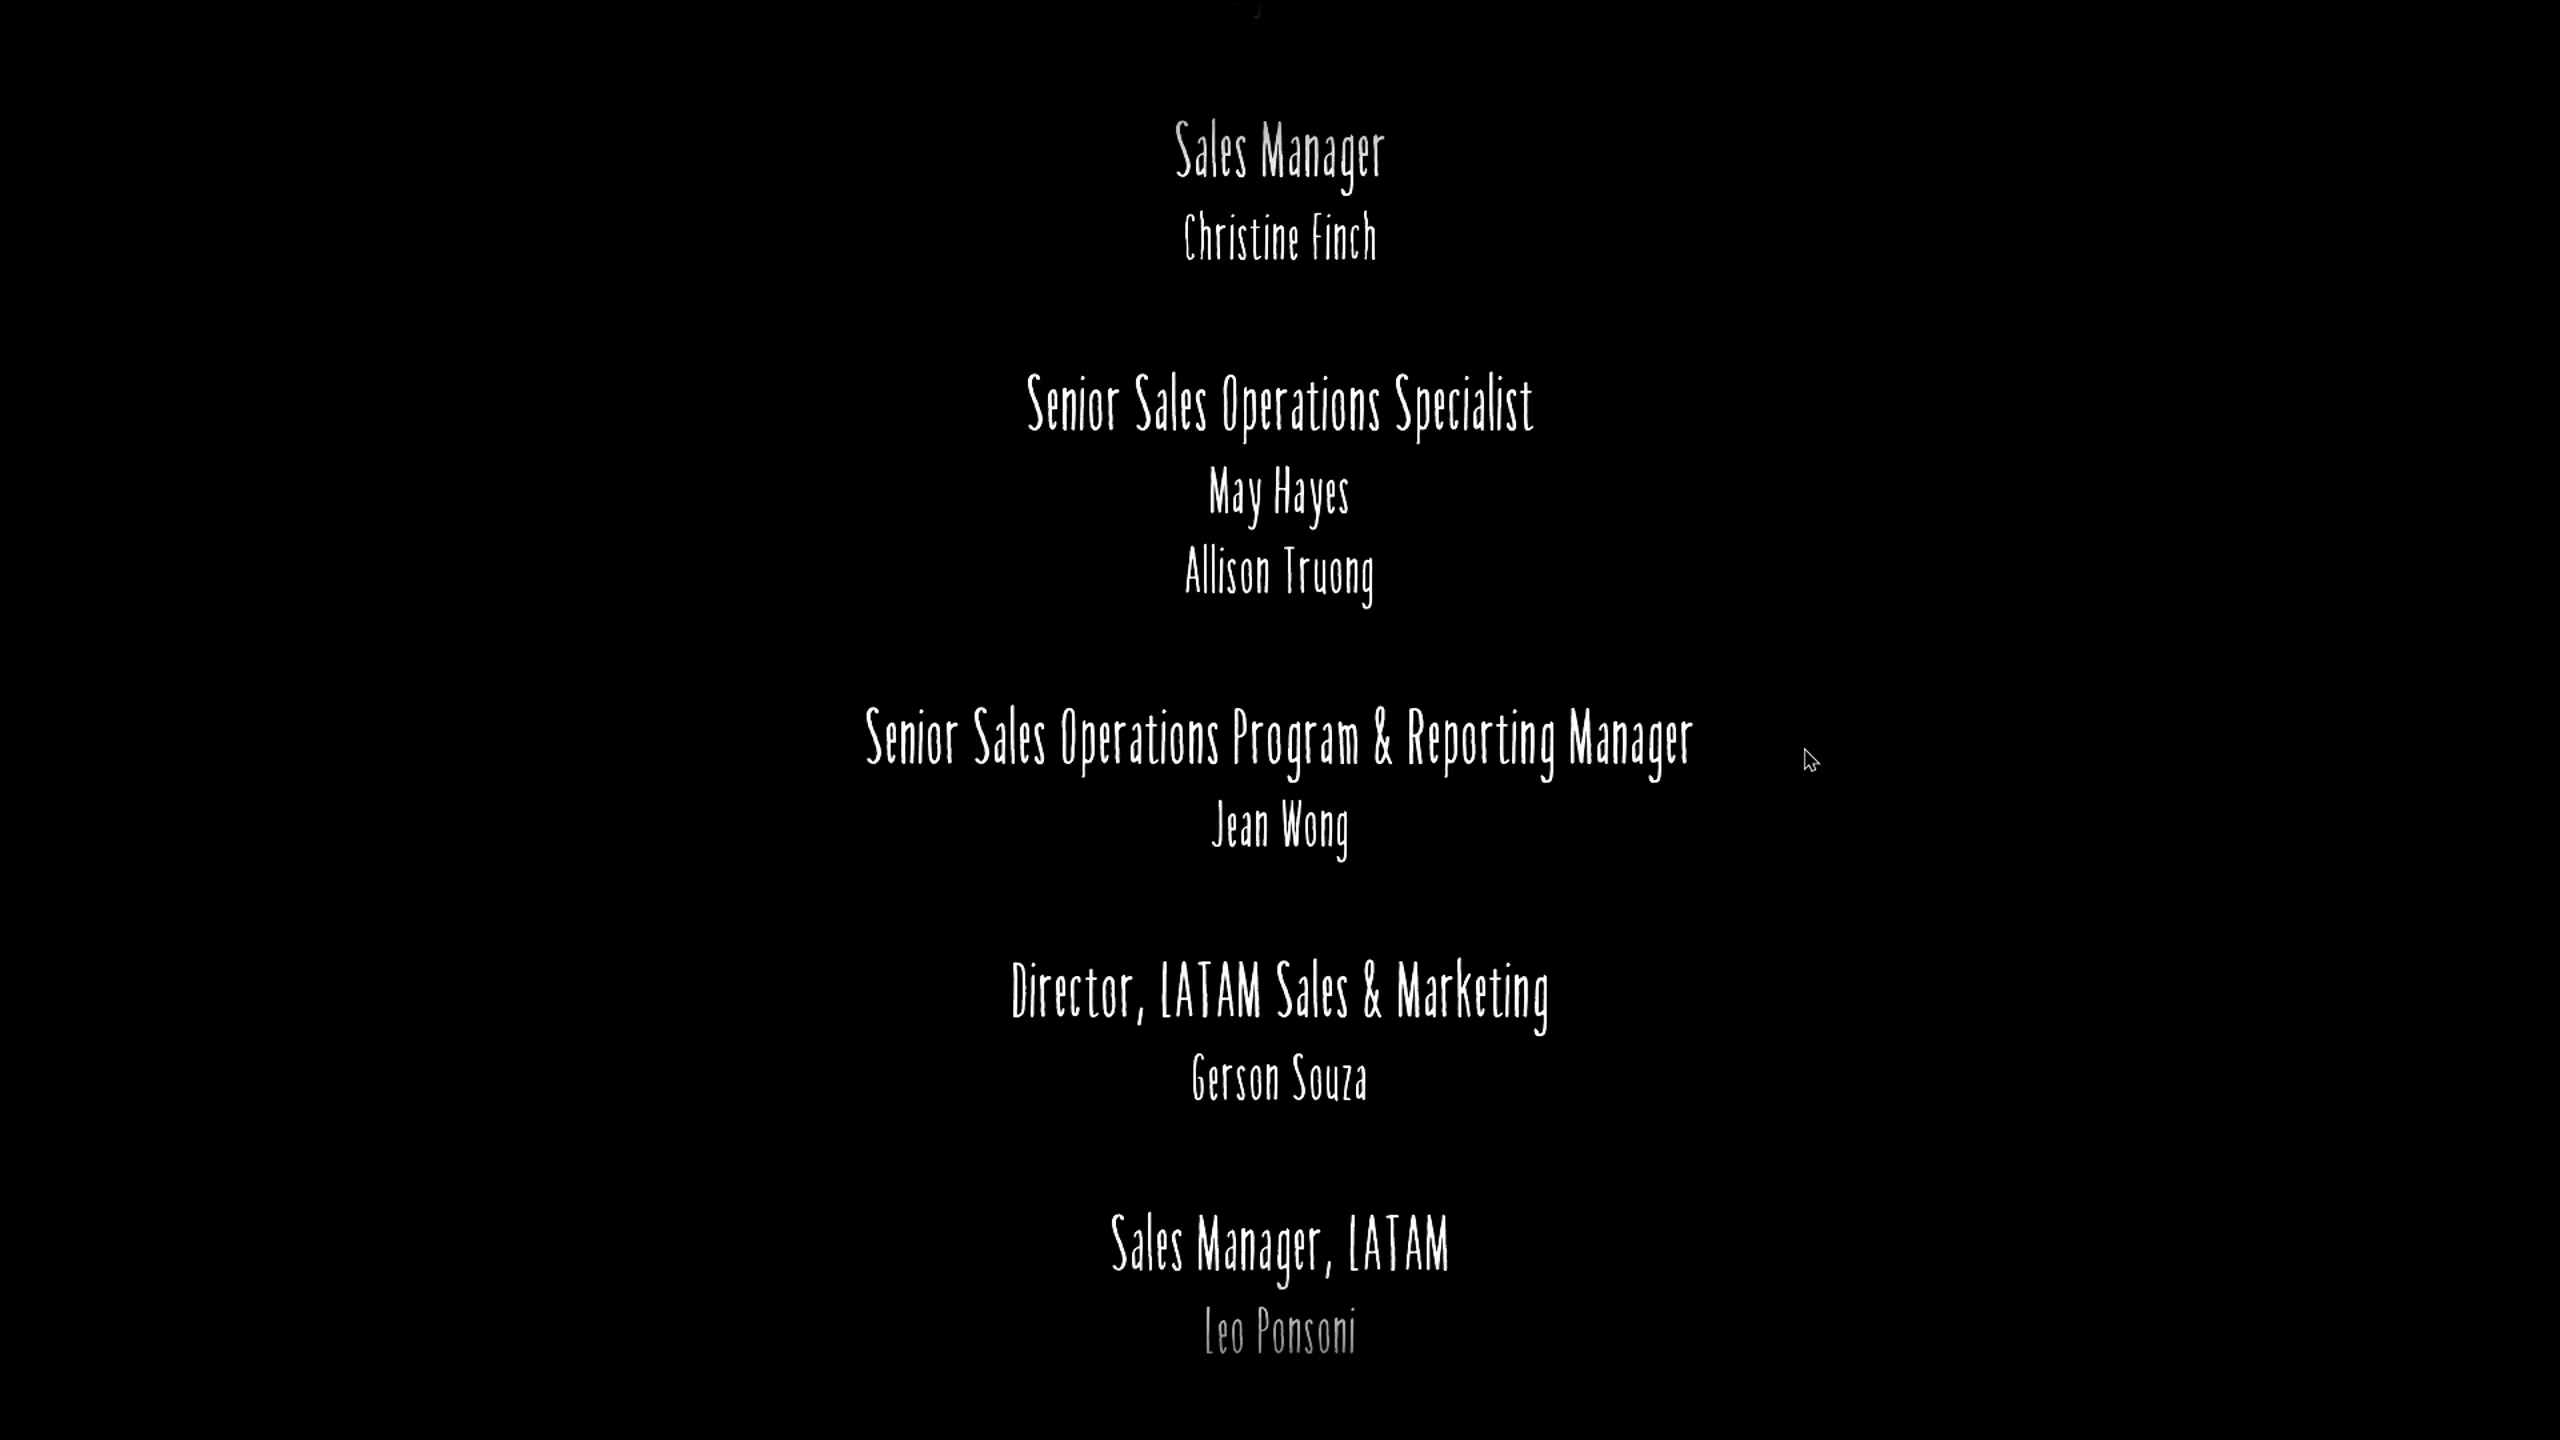 Sales Manager
Christine Finch
Senior Sales Operations Specialist
May Hayes
Allison Truong
Senior Sales Operations Program & Reporting Manager
Jean Wong
Director, LATAM Sales & Marketing
Gerson Souza
Sales Manager, LATAM
Leo Ponsoni